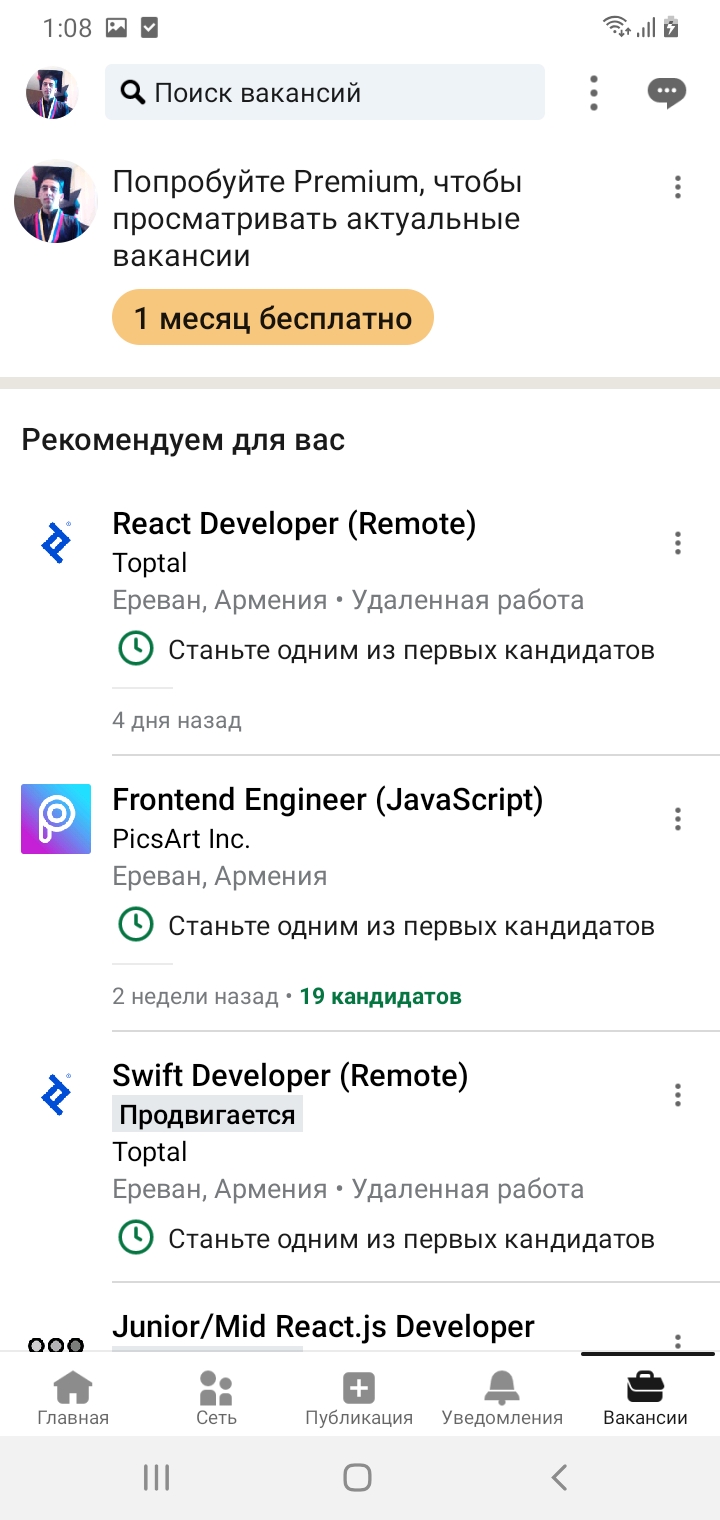 1:08
Поиск вакансий
Попробуйте Premium, чтобы
просматривать актуальные
вакансии
1 месяц бесплатно
Рекомендуем для вас
React Developer (Remote)
Toptal
Ереван, Армения • Удаленная работа
Станьте одним из первых кандидатов
4 дня назад
Frontend Engineer (JavaScript)
PicsArt Inc.
Ереван, Армения
Станьте одним из первых кандидатов
2 недели назад • 19 кандидатов
Swift Developer (Remote)
Продвигается
Toptal
Ереван, Армения • Удаленная работа
Станьте одним из первых кандидатов
Junior/Mid React.js Developer
Главная
Сеть
Публикация
Уведомления
Вакансии